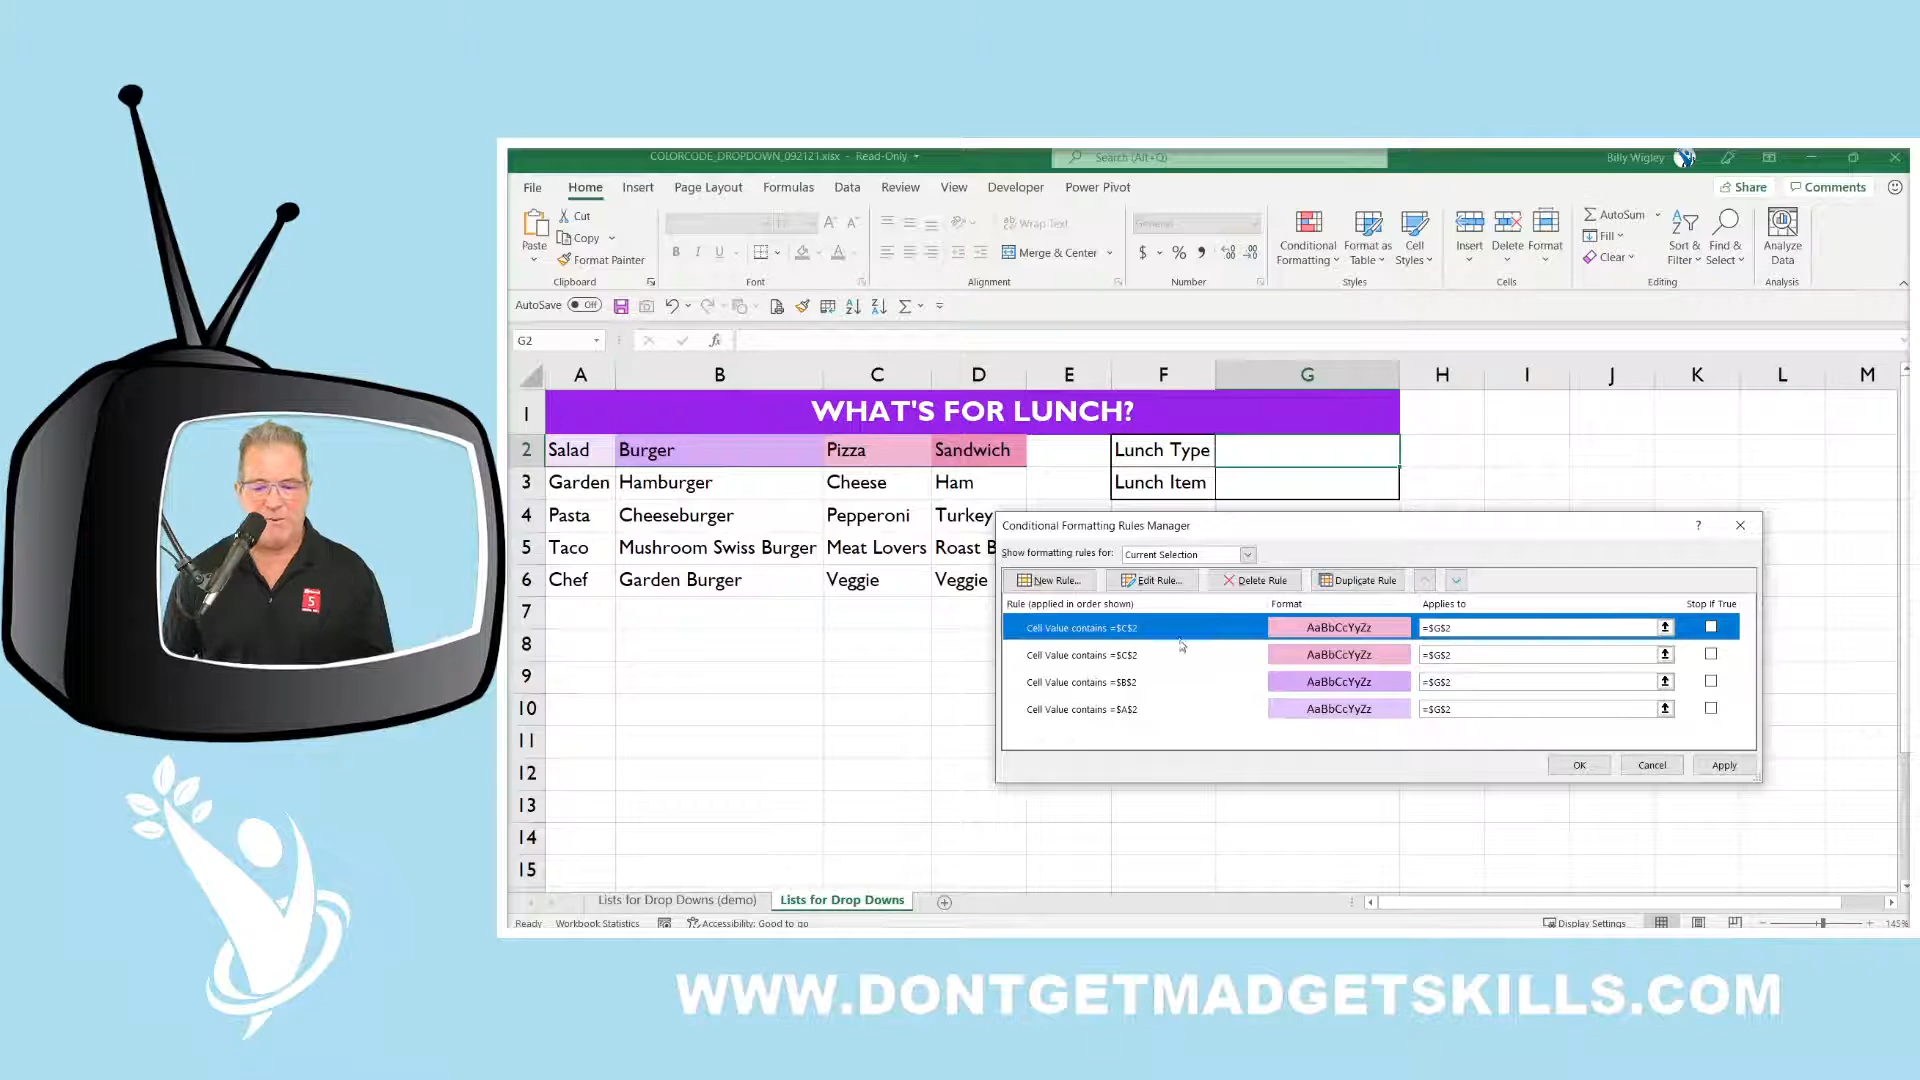 COLORCODE_DROPDOWN_092121.xlsx - Read-Only
Search (Alt+Q)
Billy Wigley
File Home Insert Page Layout Formulas Data Review View Developer Power Pivot Share Comments
Paste Cut Copy Format Painter Clipboard
B I U Font
Wrap Text Merge & Center Alignment
General $ % Number
Conditional Formatting Format as Table Cell Styles Styles
Insert Delete Format Cells
AutoSum Fill Clear Sort & Filter Find & Select Editing
Analyze Data Analysis
AutoSave Off
G2 fx
A B C D E F G H I J K L M
1 WHAT'S FOR LUNCH?
2 Salad Burger Pizza Sandwich Lunch Type
3 Garden Hamburger Cheese Ham Lunch Item
4 Pasta Cheeseburger Pepperoni Turkey
5 Taco Mushroom Swiss Burger Meat Lovers Roast B
6 Chef Garden Burger Veggie Veggie
7
8
9
10
11
12
13
14
15
Conditional Formatting Rules Manager ?
Show formatting rules for: Current Selection
New Rule... Edit Rule... Delete Rule Duplicate Rule
Rule (applied in order shown) Format Applies to Stop If True
Cell Value contains =$C$2 AaBbCcYyZz =$G$2
Cell Value contains =$C$2 AaBbCcYyZz =$G$2
Cell Value contains =$B$2 AaBbCcYyZz =$G$2
Cell Value contains =$A$2 AaBbCcYyZz =$G$2
OK Cancel Apply
Lists for Drop Downs (demo) Lists for Drop Downs
Ready Workbook Statistics Accessibility: Good to go Display Settings 145%
5
WWW.DONTGETMADGETSKILLS.COM